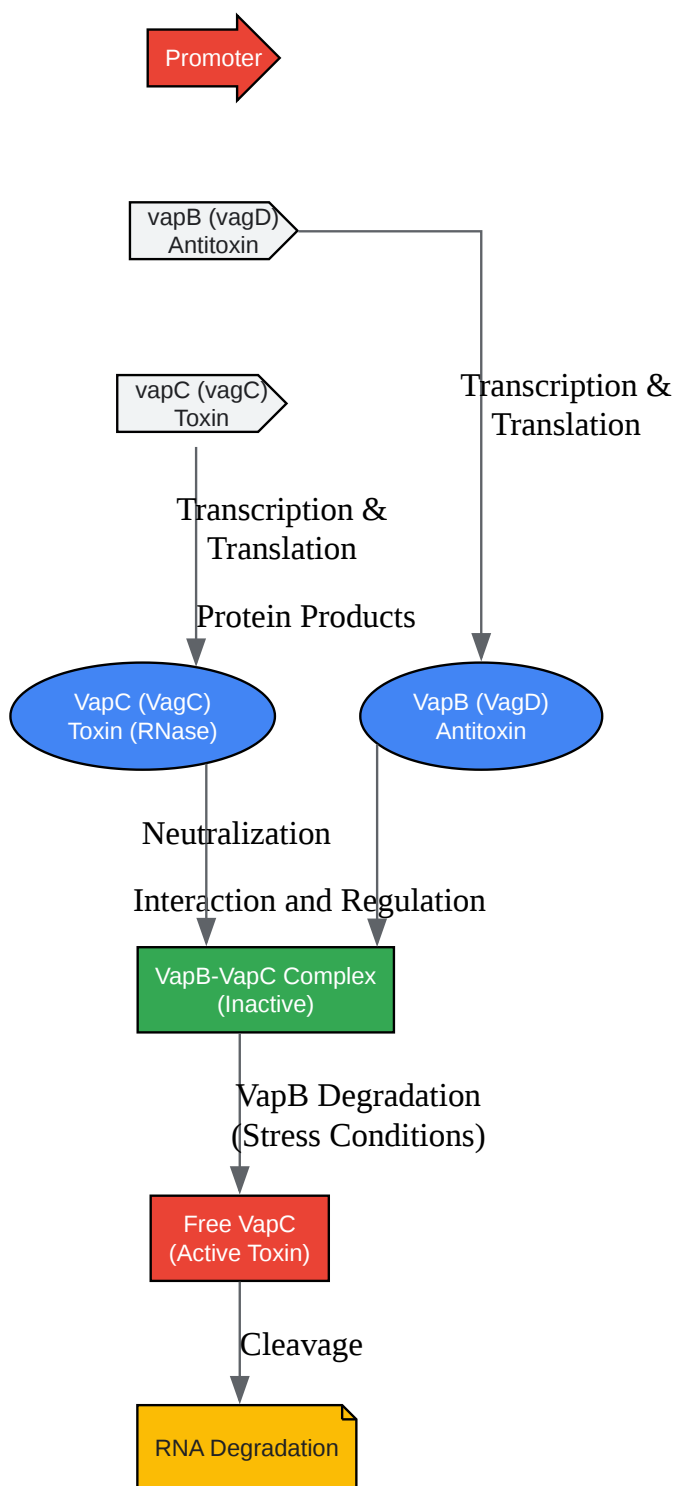 Promoter
vapB (vagD)
Antitoxin
vapC (vagC)
Toxin
Transcription &
Translation
Transcription &
Translation
Protein Products
VapC (VagC)
Toxin (RNase)
VapB (VagD)
Antitoxin
Neutralization
Interaction and Regulation
VapB-VapC Complex
(Inactive)
VapB Degradation
(Stress Conditions)
Free VapC
(Active Toxin)
Cleavage
RNA Degradation